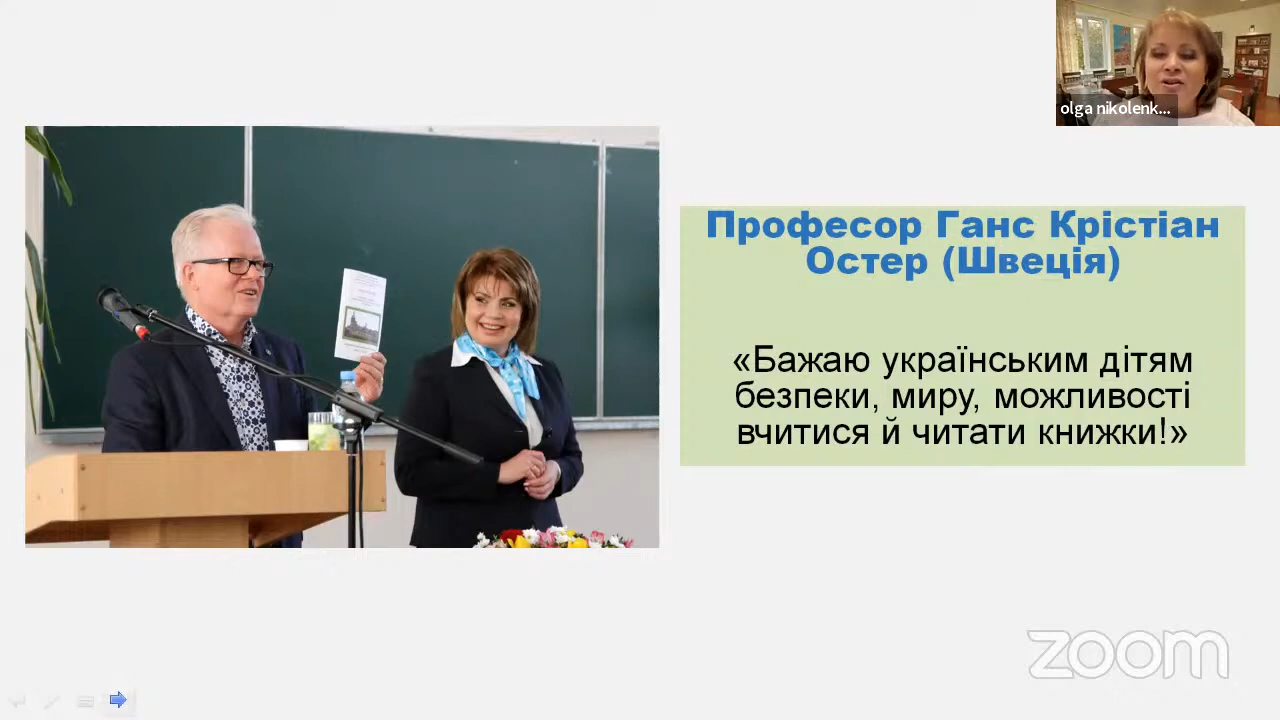 olga nikolenk...
Професор Ганс Крістіан
Остер (Швеція)
«Бажаю українським дітям
безпеки, миру, можливості
вчитися й читати книжки!»
zoom